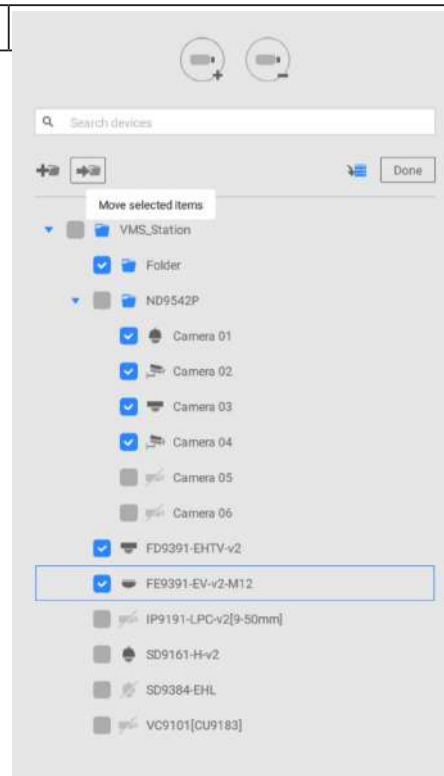 Search devices
Done
Move selected items
VMS_Station
Folder
ND9542P
Camera 01
Camera 02
Camera 03
Camera 04
Camera 05
Camera 06
FD9391-EHTV-v2
FE9391-EV-v2-M12
IP9191-LPC-v2[9-50mm]
SD9161-H-v2
SD9384-EHL
VC9101[CU9183]